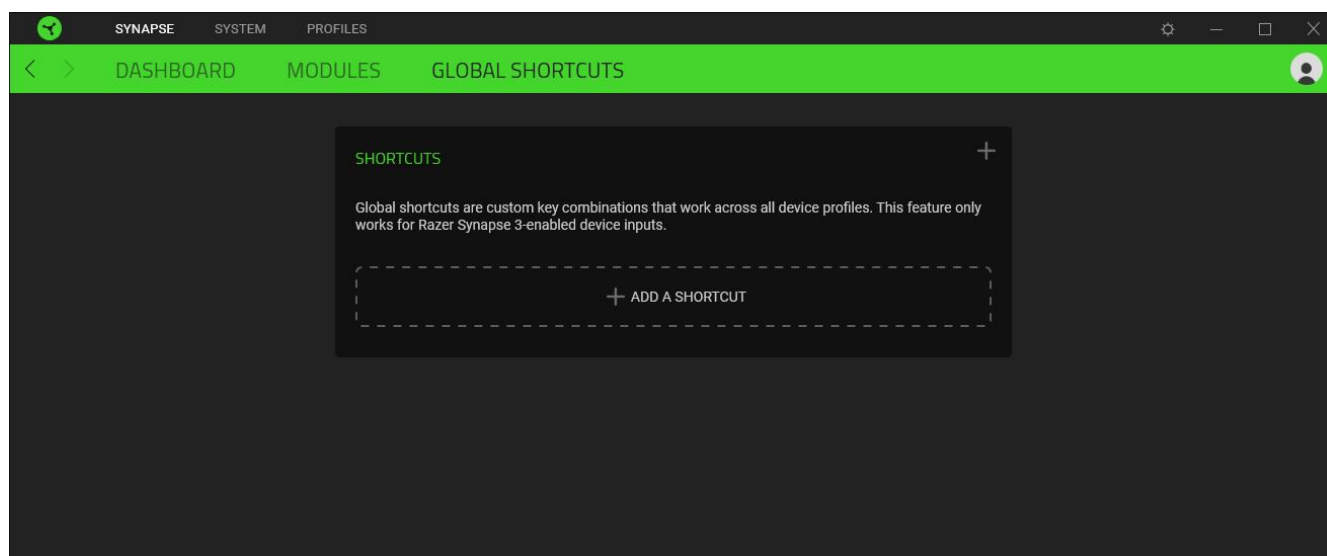 SYNAPSE SYSTEM PROFILES
DASHBOARD MODULES GLOBAL SHORTCUTS
SHORTCUTS
Global shortcuts are custom key combinations that work across all device profiles. This feature only
works for Razer Synapse 3-enabled device inputs.
ADD A SHORTCUT